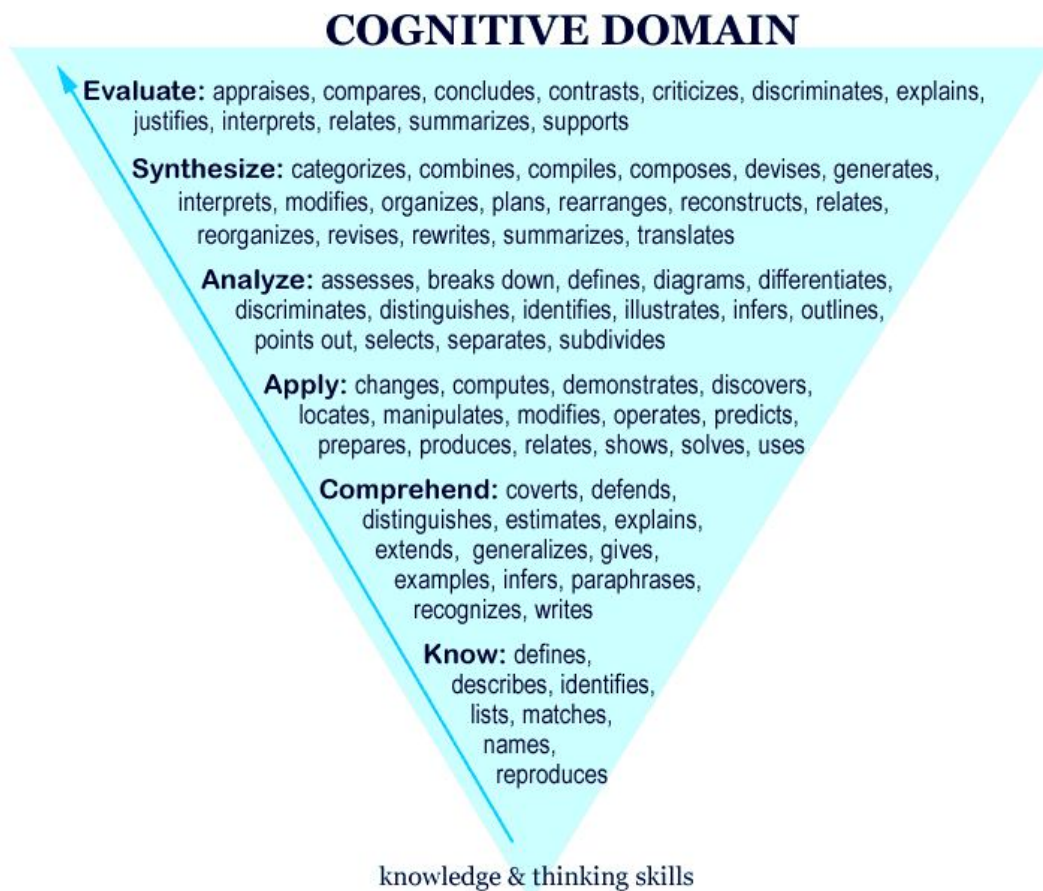 COGNITIVE DOMAIN
Evaluate: appraises, compares, concludes, contrasts, criticizes, discriminates, explains,
justifies, interprets, relates, summarizes, supports
Synthesize: categorizes, combines, compiles, composes, devises, generates,
interprets, modifies, organizes, plans, rearranges, reconstructs, relates,
reorganizes, revises, rewrites, summarizes, translates
Analyze: assesses, breaks down, defines, diagrams, differentiates,
discriminates, distinguishes, identifies, illustrates, infers, outlines,
points out, selects, separates, subdivides
Apply: changes, computes, demonstrates, discovers,
locates, manipulates, modifies, operates, predicts,
prepares, produces, relates, shows, solves, uses
Comprehend: coverts, defends,
distinguishes, estimates, explains,
extends, generalizes, gives,
examples, infers, paraphrases,
recognizes, writes
Know: defines,
describes, identifies,
lists, matches,
names,
reproduces
knowledge & thinking skills